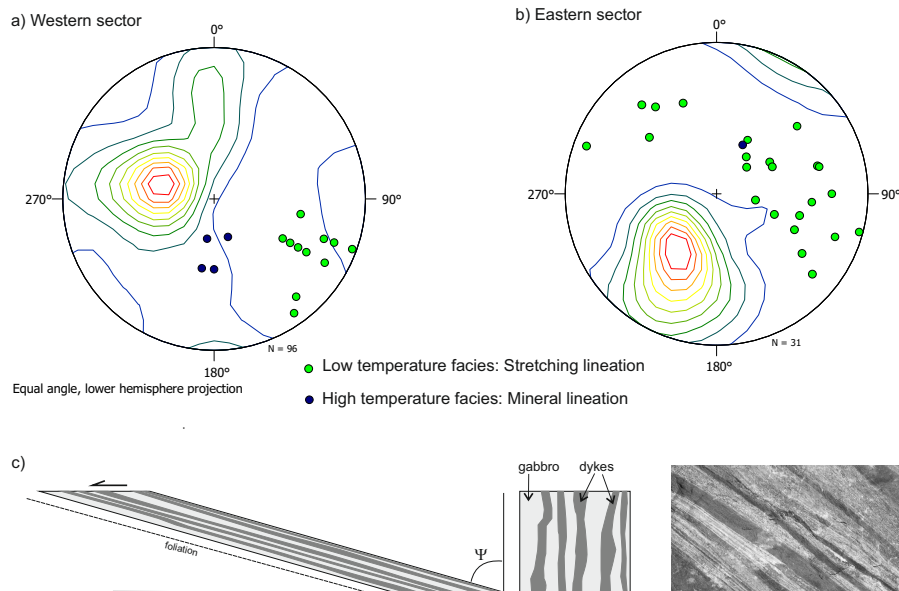 a) Western sector
b) Eastern sector
0°
0°
270°
90°
270°
90°
N = 96
N = 31
180°
180°
Low temperature facies: Stretching lineation
Equal angle, lower hemisphere projection
High temperature facies: Mineral lineation
c)
gabbro
dykes
foliation
Ψ